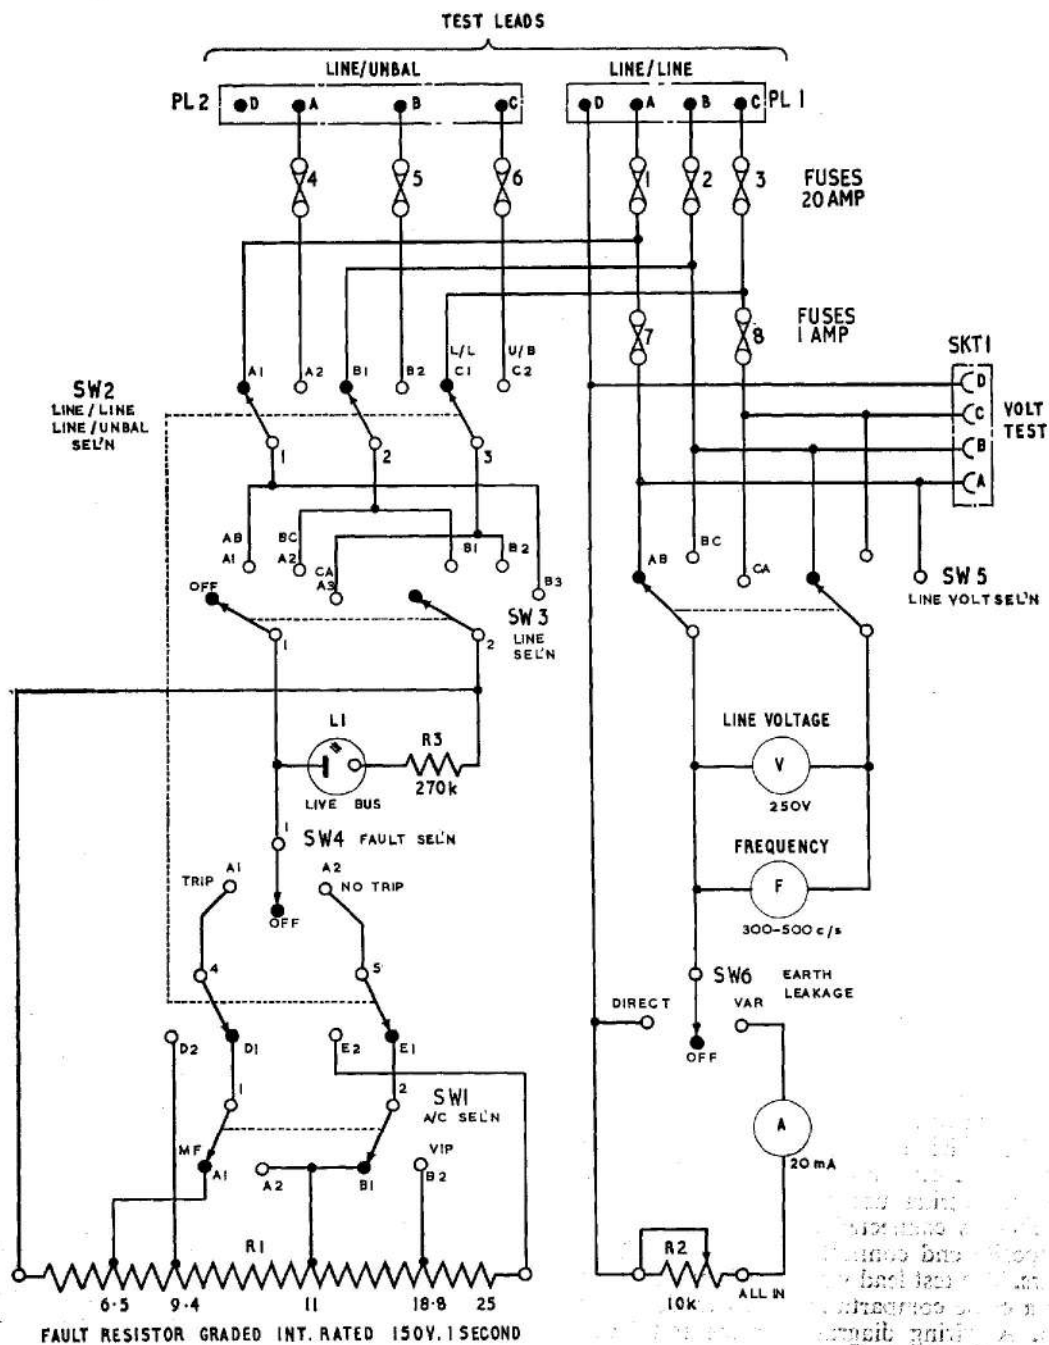 TEST LEADS
LINE/UNBAL
LINE/LINE
PL 2
D A B C
D A B C
PL 1
4 5 6
1 2 3
FUSES
20 AMP
FUSES
1 AMP
7 8
SKT1
D
C
B
A
VOLT
TEST
SW2
LINE / LINE
LINE / UNBAL
SEL'N
L/L
U/B
A1 A2 B1 B2 C1 C2
1 2 3
AB
A1
BC
A2
CA
A3
B1
B2
B3
OFF
1
2
SW 3
LINE
SEL'N
AB
BC
CA
SW 5
LINE VOLT SEL'N
L1
LIVE BUS
R3
270k
LINE VOLTAGE
V
250V
FREQUENCY
F
300-500 c/s
1
SW4 FAULT SEL'N
TRIP
A1
A2
NO TRIP
OFF
4
5
D2
D1
E2
E1
SW6
EARTH
LEAKAGE
DIRECT
VAR
OFF
1
2
SW1
A/C SEL'N
MF
A1
A2
B1
VIP
B2
A
20 mA
R1
6·5 9·4 11 18·8 25
R2
10k
ALL IN
FAULT RESISTOR GRADED INT. RATED 150V. 1 SECOND